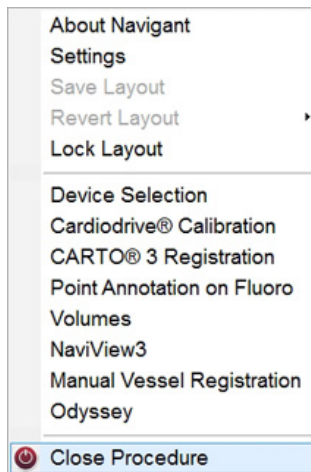 About Navigant
Settings
Save Layout
Revert Layout
Lock Layout
Device Selection
Cardiodrive® Calibration
CARTO® 3 Registration
Point Annotation on Fluoro
Volumes
NaviView3
Manual Vessel Registration
Odyssey
Close Procedure